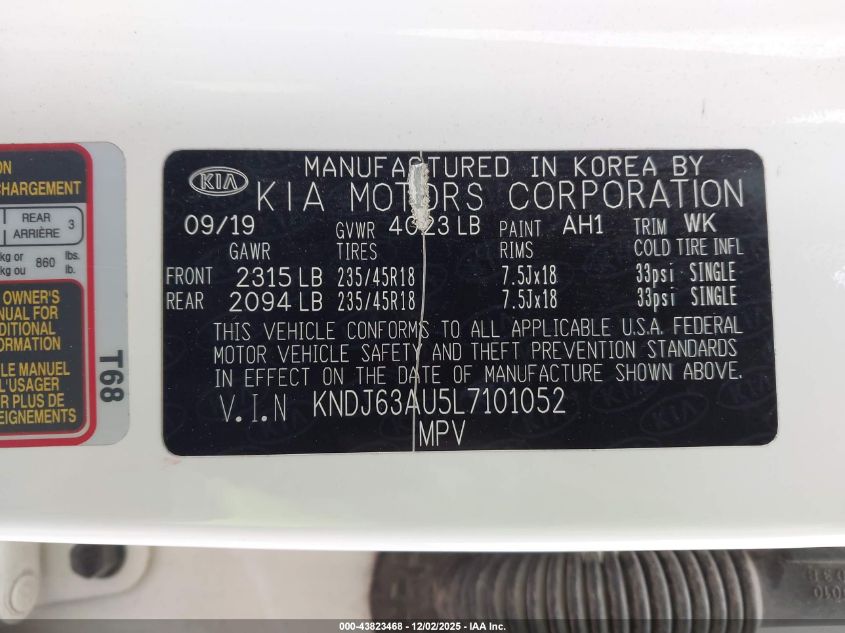 ON
CHARGEMENT
REAR
ARRIÈRE 3
kg or 860 lbs.
kg ou lb.
OWNER'S
NUAL FOR
DITIONAL
ORMATION
LE MANUEL
L'USAGER
R PLUS DE
EIGNEMENTS
T68
KIA
MANUFACTURED IN KOREA BY
KIA MOTORS CORPORATION
09/19 GVWR 4023 LB PAINT AH1 TRIM WK
GAWR TIRES RIMS COLD TIRE INFL
FRONT 2315 LB 235/45R18 7.5Jx18 33psi SINGLE
REAR 2094 LB 235/45R18 7.5Jx18 33psi SINGLE
THIS VEHICLE CONFORMS TO ALL APPLICABLE U.S.A. FEDERAL
MOTOR VEHICLE SAFETY AND THEFT PREVENTION STANDARDS
IN EFFECT ON THE DATE OF MANUFACTURE SHOWN ABOVE.
V.I.N KNDJ63AU5L7101052
MPV
000-43823468 - 12/02/2025 - IAA Inc.